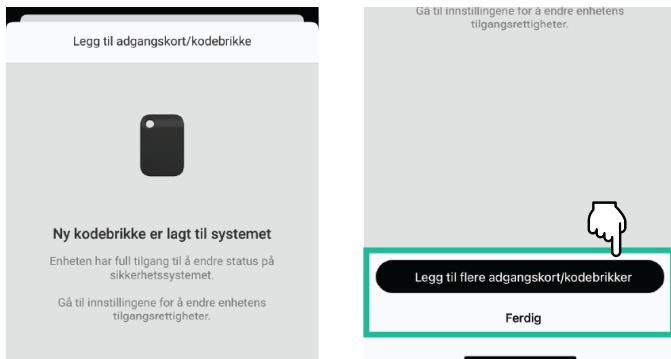 Legg til adgangskort/kodebrikke
Ny kodebrikke er lagt til systemet
Enheten har full tilgang til å endre status på
sikkerhetssystemet.
Gå til innstillingene for å endre enhetens
tilgangsrettigheter.
Gå til innstillingene for å endre enhetens
tilgangsrettigheter.
Legg til flere adgangskort/kodebrikker
Ferdig